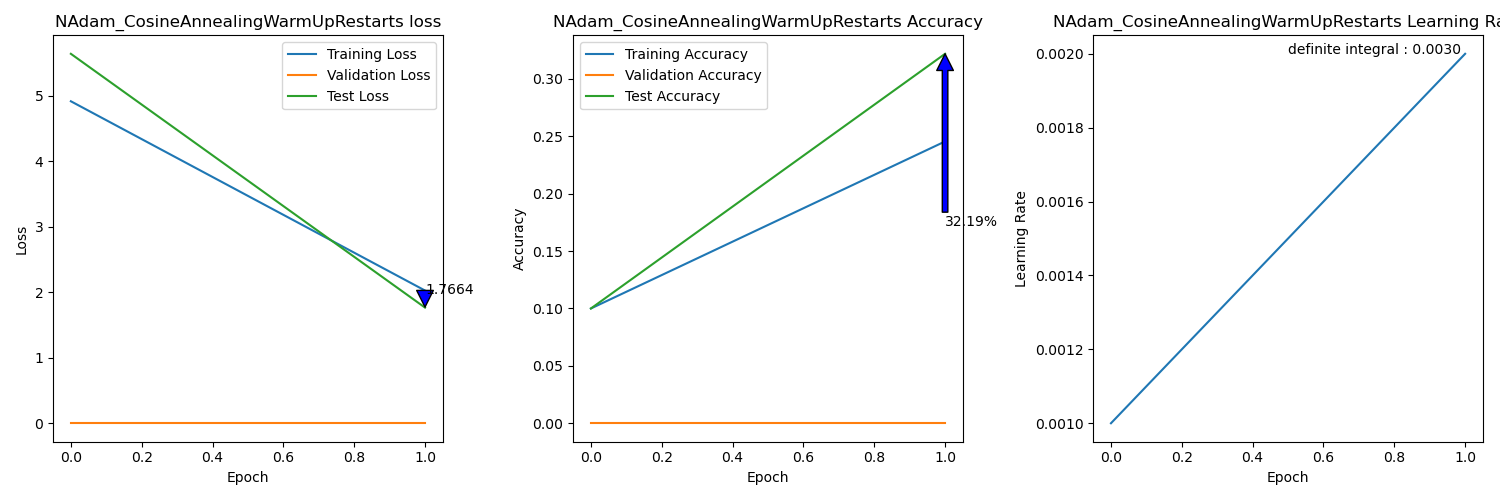 NAdam_CosineAnnealingWarmUpRestarts loss
Training Loss
Validation Loss
Test Loss
1.7664
5
4
3
2
1
0
Loss
0.0 0.2 0.4 0.6 0.8 1.0
Epoch
NAdam_CosineAnnealingWarmUpRestarts Accuracy
Training Accuracy
Validation Accuracy
Test Accuracy
32.19%
0.30
0.25
0.20
0.15
0.10
0.05
0.00
Accuracy
0.0 0.2 0.4 0.6 0.8 1.0
Epoch
NAdam_CosineAnnealingWarmUpRestarts Learning Ra
definite integral : 0.0030
0.0020
0.0018
0.0016
0.0014
0.0012
0.0010
Learning Rate
0.0 0.2 0.4 0.6 0.8 1.0
Epoch